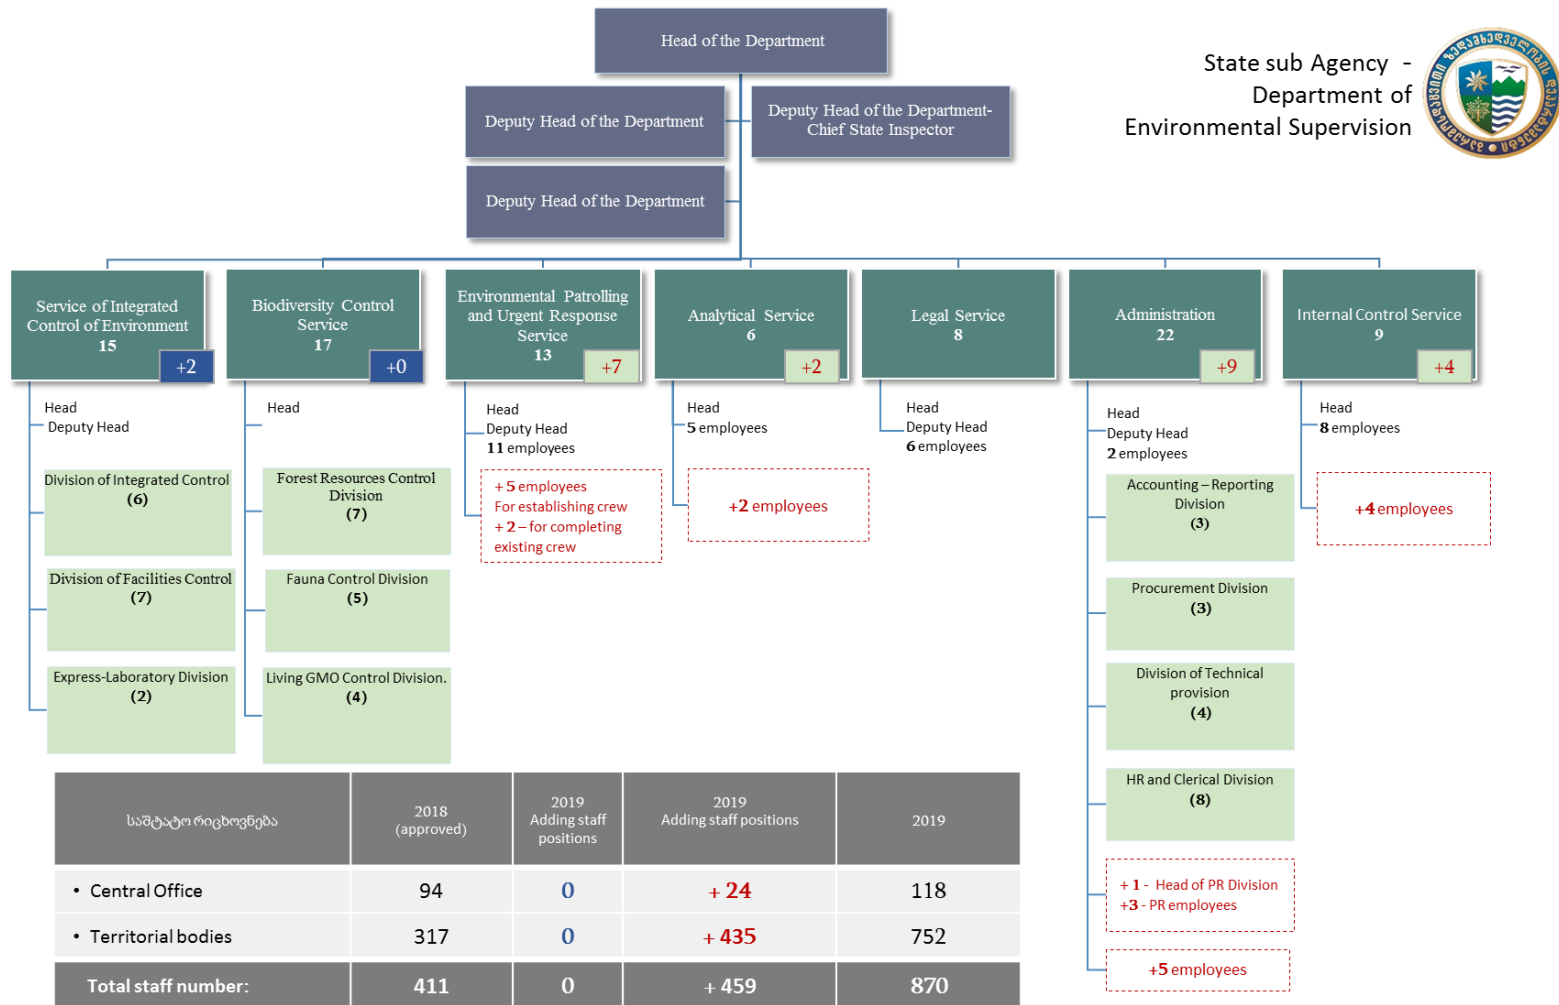 Head of the Department
State sub Agency -
Department of
Environmental Supervision
Deputy Head of the Department
Deputy Head of the Department-
Chief State Inspector
Deputy Head of the Department
Service of Integrated
Control of Environment
15
+2
Biodiversity Control
Service
17
+0
Environmental Patrolling
and Urgent Response
Service
13
+7
Analytical Service
6
+2
Legal Service
8
Administration
22
+9
Internal Control Service
9
+4
Head
Deputy Head
Division of Integrated Control
(6)
Division of Facilities Control
(7)
Express-Laboratory Division
(2)
Head
Forest Resources Control
Division
(7)
Fauna Control Division
(5)
Living GMO Control Division.
(4)
Head
Deputy Head
11 employees
+ 5 employees
For establishing crew
+ 2 – for completing
existing crew
Head
5 employees
+2 employees
Head
Deputy Head
6 employees
Head
Deputy Head
2 employees
Accounting – Reporting
Division
(3)
Procurement Division
(3)
Division of Technical
provision
(4)
HR and Clerical Division
(8)
+ 1 - Head of PR Division
+3- PR employees
+5 employees
Head
8 employees
+4 employees
საშტატო რიცხოვნება
2018
(approved)
2019
Adding staff
positions
2019
Adding staff positions
2019
• Central Office 94 0 + 24 118
• Territorial bodies 317 0 + 435 752
Total staff number: 411 0 + 459 870